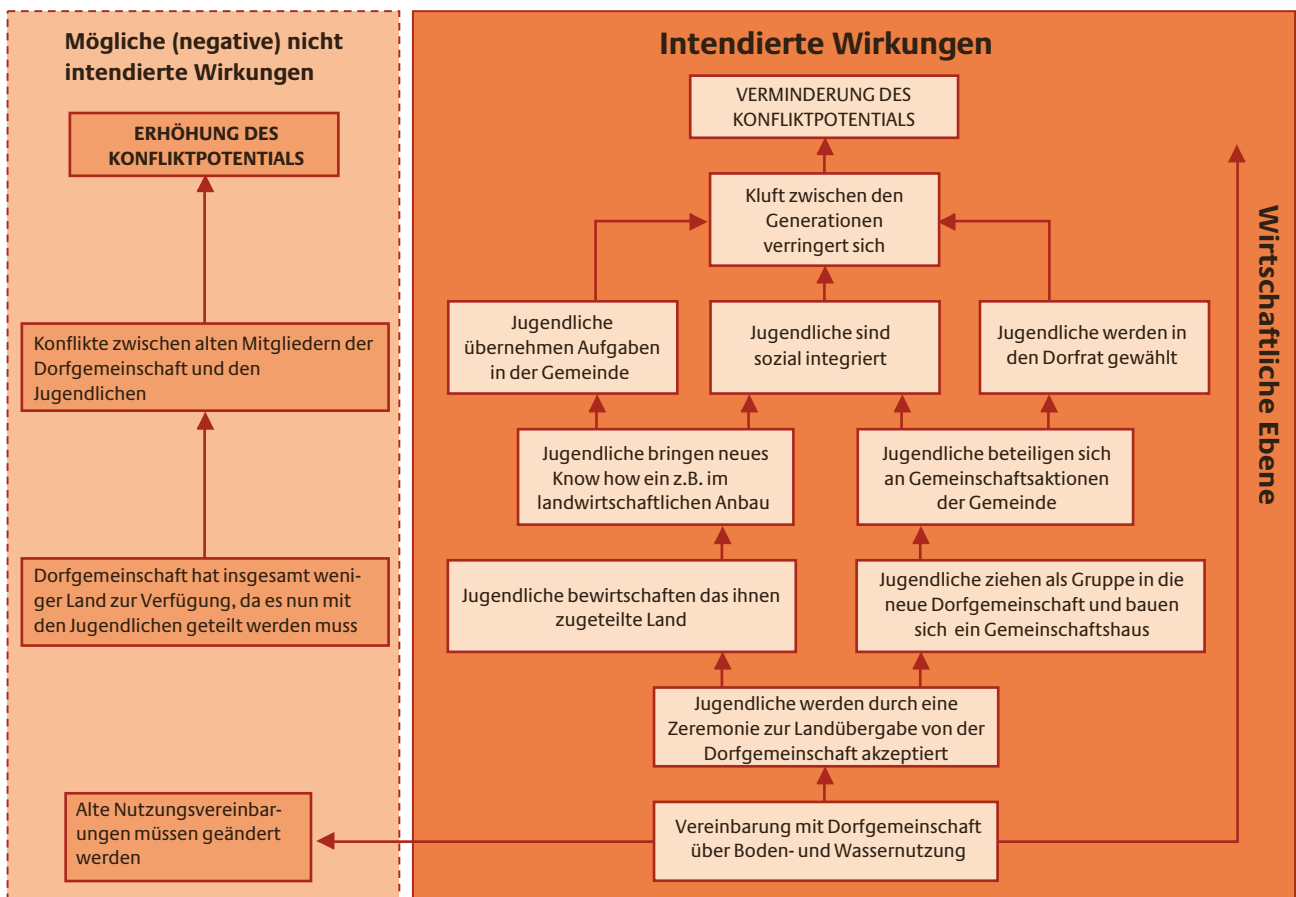 Mögliche (negative) nicht
intendierte Wirkungen
ERHÖHUNG DES
KONFLIKTPOTENTIALS
Konflikte zwischen alten Mitgliedern der
Dorfgemeinschaft und den
Jugendlichen
Dorfgemeinschaft hat insgesamt weni-
ger Land zur Verfügung, da es nun mit
den Jugendlichen geteilt werden muss
Alte Nutzungsvereinbar-
ungen müssen geändert
werden
Intendierte Wirkungen
VERMINDERUNG DES
KONFLIKTPOTENTIALS
Kluft zwischen den
Generationen
verringert sich
Jugendliche
übernehmen Aufgaben
in der Gemeinde
Jugendliche sind
sozial integriert
Jugendliche werden in
den Dorfrat gewählt
Jugendliche bringen neues
Know how ein z.B. im
landwirtschaftlichen Anbau
Jugendliche beteiligen sich
an Gemeinschaftsaktionen
der Gemeinde
Jugendliche bewirtschaften das ihnen
zugeteilte Land
Jugendliche ziehen als Gruppe in die
neue Dorfgemeinschaft und bauen
sich ein Gemeinschaftshaus
Jugendliche werden durch eine
Zeremonie zur Landübergabe von der
Dorfgemeinschaft akzeptiert
Vereinbarung mit Dorfgemeinschaft
über Boden- und Wassernutzung
Wirtschaftliche Ebene